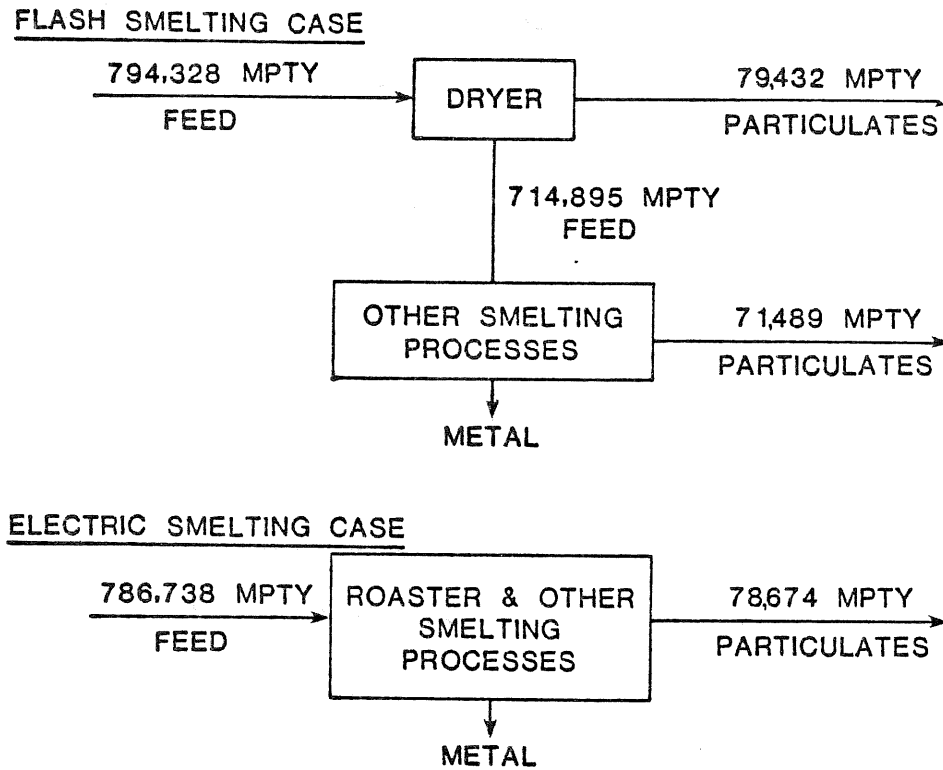 FLASH SMELTING CASE
794,328 MPTY
FEED
DRYER
79,432 MPTY
PARTICULATES
714,895 MPTY
FEED
OTHER SMELTING
PROCESSES
71,489 MPTY
PARTICULATES
METAL
ELECTRIC SMELTING CASE
786,738 MPTY
FEED
ROASTER & OTHER
SMELTING
PROCESSES
78,674 MPTY
PARTICULATES
METAL